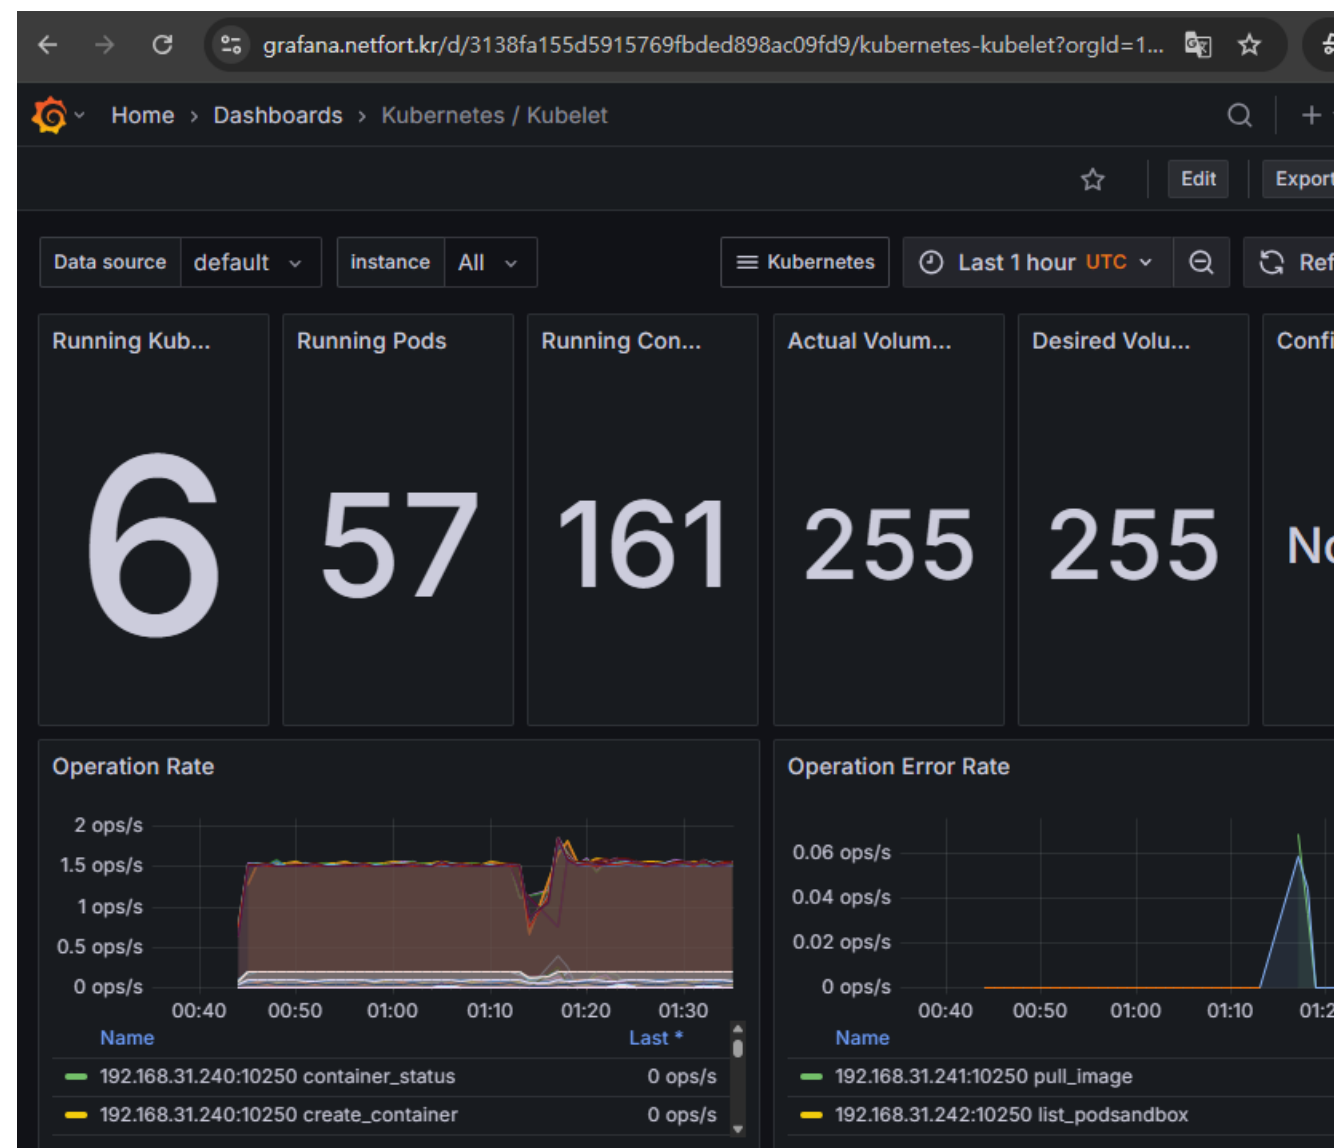 grafana.netfort.kr/d/3138fa155d5915769fbded898ac09fd9/kubernetes-kubelet?orgId=1...
Home › Dashboards › Kubernetes / Kubelet
Edit
Export
Data source default
instance All
Kubernetes
Last 1 hour UTC
Ref
Running Kub...
Running Pods
Running Con...
Actual Volum...
Desired Volu...
Confi
6
57
161
255
255
No
Operation Rate
2 ops/s
1.5 ops/s
1 ops/s
0.5 ops/s
0 ops/s
00:40 00:50 01:00 01:10 01:20 01:30
Name Last *
192.168.31.240:10250 container_status 0 ops/s
192.168.31.240:10250 create_container 0 ops/s
Operation Error Rate
0.06 ops/s
0.04 ops/s
0.02 ops/s
0 ops/s
00:40 00:50 01:00 01:10 01:2
Name
192.168.31.241:10250 pull_image
192.168.31.242:10250 list_podsandbox